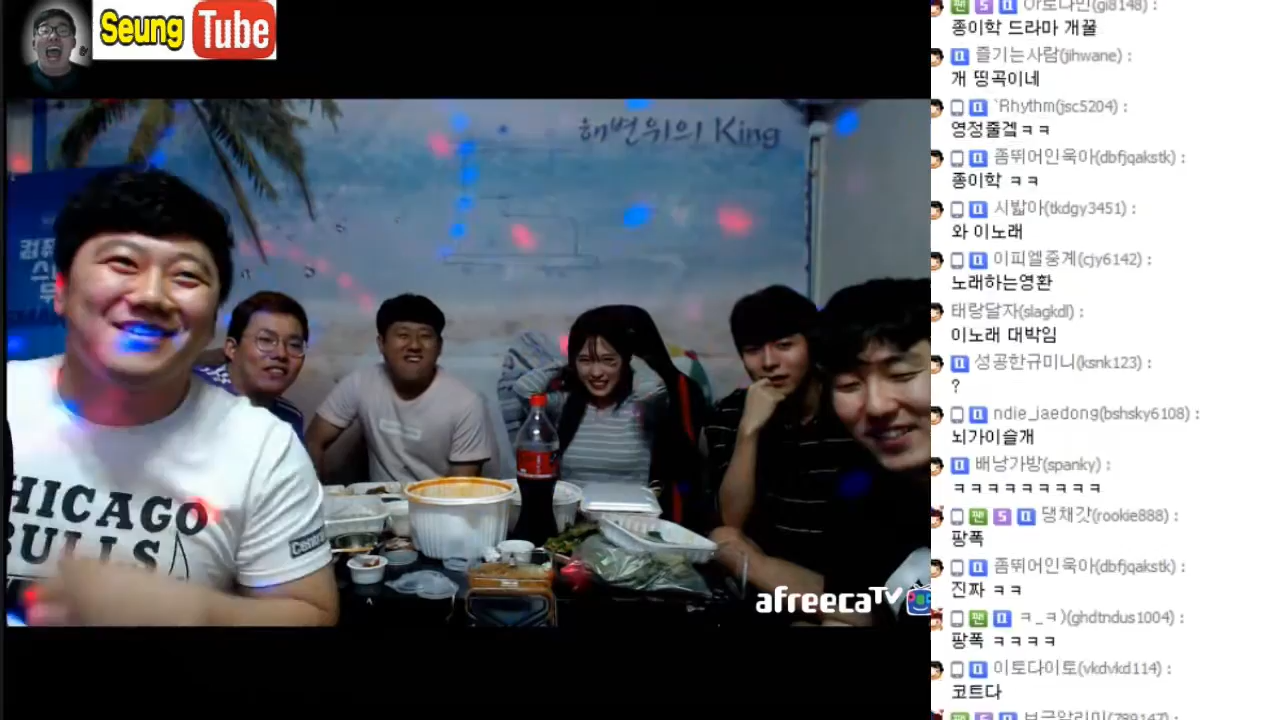 Seung
Tube
해변위의 King
CHICAGO
BULLS
afreecaTV
종이학 드라마 개꿀
즐기는사람(jihwane) :
개 띵곡이네
`Rhythm(jsc5204) :
영정줄겜ㅋㅋ
좀뛰어인욱아(dbfjqakstk) :
종이학 ㅋㅋ
시밟아(tkdgy3451) :
와 이노래
이피엘중계(cjy6142) :
노래하는영환
태랑달자(slagkdl) :
이노래 대박임
성공한규미니(ksnk123) :
?
ndie_jaedong(bshsky6108) :
뇌가이슬개
배낭가방(spanky) :
ㅋㅋㅋㅋㅋㅋㅋㅋㅋ
댕채갓(rookie888) :
팡폭
좀뛰어인욱아(dbfjqakstk) :
진짜 ㅋㅋ
ㅋ_ㅋ)(ghdtndus1004) :
팡폭 ㅋㅋㅋㅋ
이토다이토(vkdvkd114) :
코트다